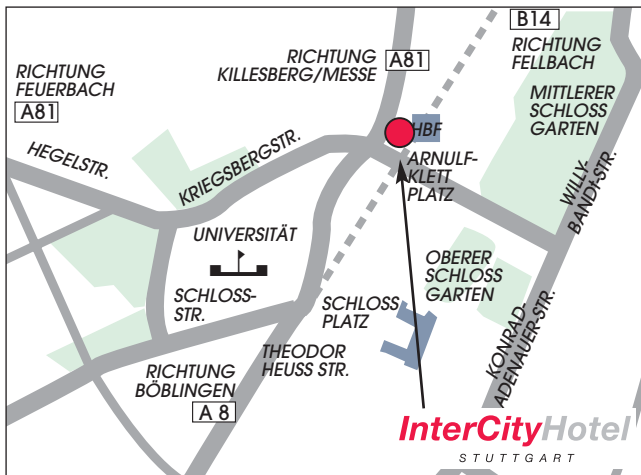 B14
RICHTUNG
FELLBACH
RICHTUNG
KILLESBERG/MESSE
A81
RICHTUNG
FEUERBACH
A81
MITTLERER
SCHLOSS
GARTEN
HEGELSTR.
KRIEGSBERGSTR.
HBF
ARNULF-
KLETT
PLATZ
WILLY-
BANDT-STR.
UNIVERSITÄT
OBERER
SCHLOSS
GARTEN
SCHLOSS-
STR.
SCHLOSS
PLATZ
KONRAD-
ADENAUER-STR.
THEODOR
HEUSS STR.
RICHTUNG
BÖBLINGEN
A 8
InterCityHotel
STUTTGART